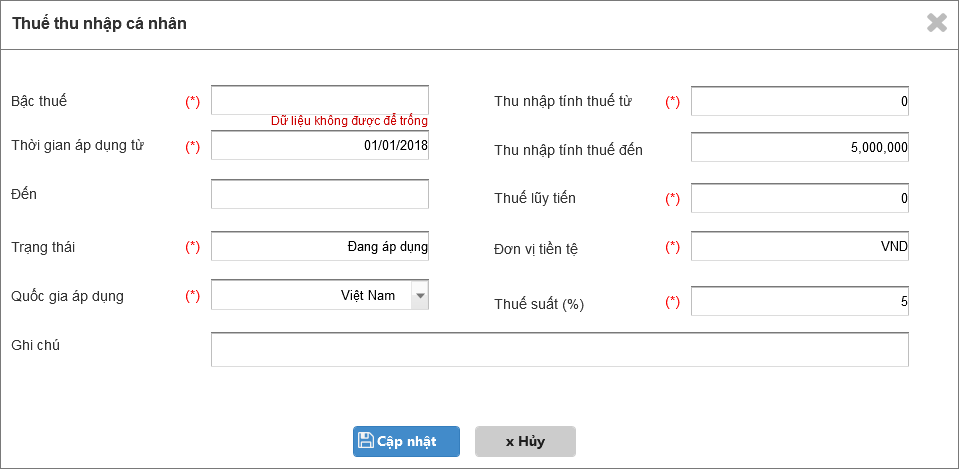 Thuế thu nhập cá nhân
Bậc thuế (*)
Thu nhập tính thuế từ (*) 0
Dữ liệu không được để trống
Thời gian áp dụng từ (*) 01/01/2018
Thu nhập tính thuế đến 5,000,000
Đến
Thuế lũy tiến (*) 0
Trạng thái (*) Đang áp dụng
Đơn vị tiền tệ (*) VND
Quốc gia áp dụng (*) Việt Nam
Thuế suất (%) (*) 5
Ghi chú
Cập nhật
x Hủy